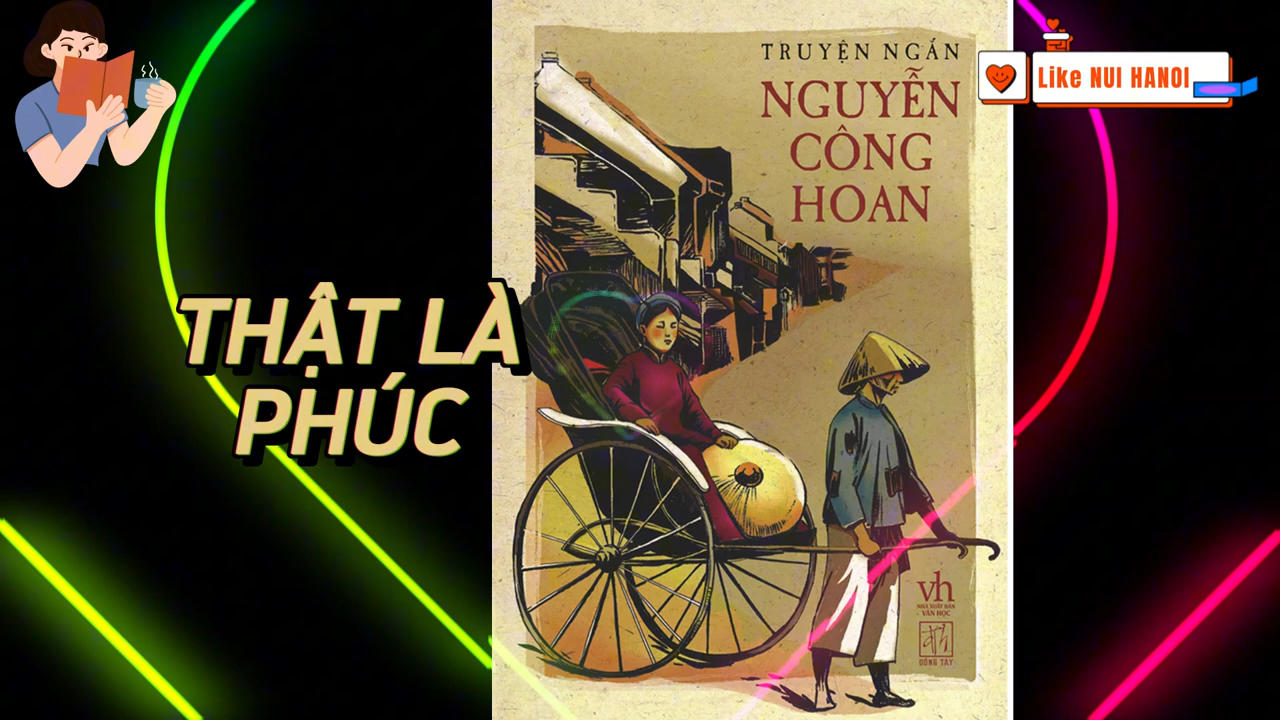 TRUYỆN NGẮN
NGUYỄN
CÔNG
HOAN
Like NUI HANOI
THẬT LÀ
PHÚC
vh
NHÀ XUẤT BẢN
VĂN HỌC
ĐÔNG TÂY